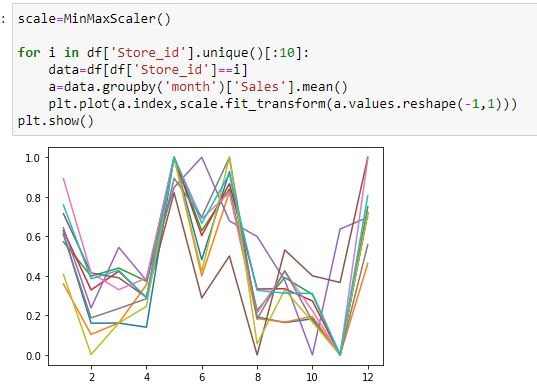 : scale=MinMaxScaler()
for i in df['Store_id'].unique()[:10]:
    data=df[df['Store_id']==i]
    a=data.groupby('month')['Sales'].mean()
    plt.plot(a.index,scale.fit_transform(a.values.reshape(-1,1)))
plt.show()
1.0
0.8
0.6
0.4
0.2
0.0
2 4 6 8 10 12